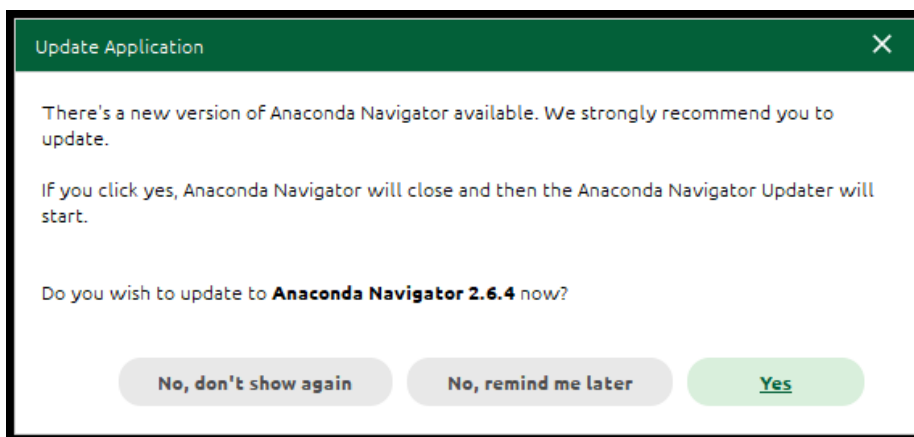 Update Application
There's a new version of Anaconda Navigator available. We strongly recommend you to
update.
If you click yes, Anaconda Navigator will close and then the Anaconda Navigator Updater will
start.
Do you wish to update to Anaconda Navigator 2.6.4 now?
No, don't show again
No, remind me later
Yes